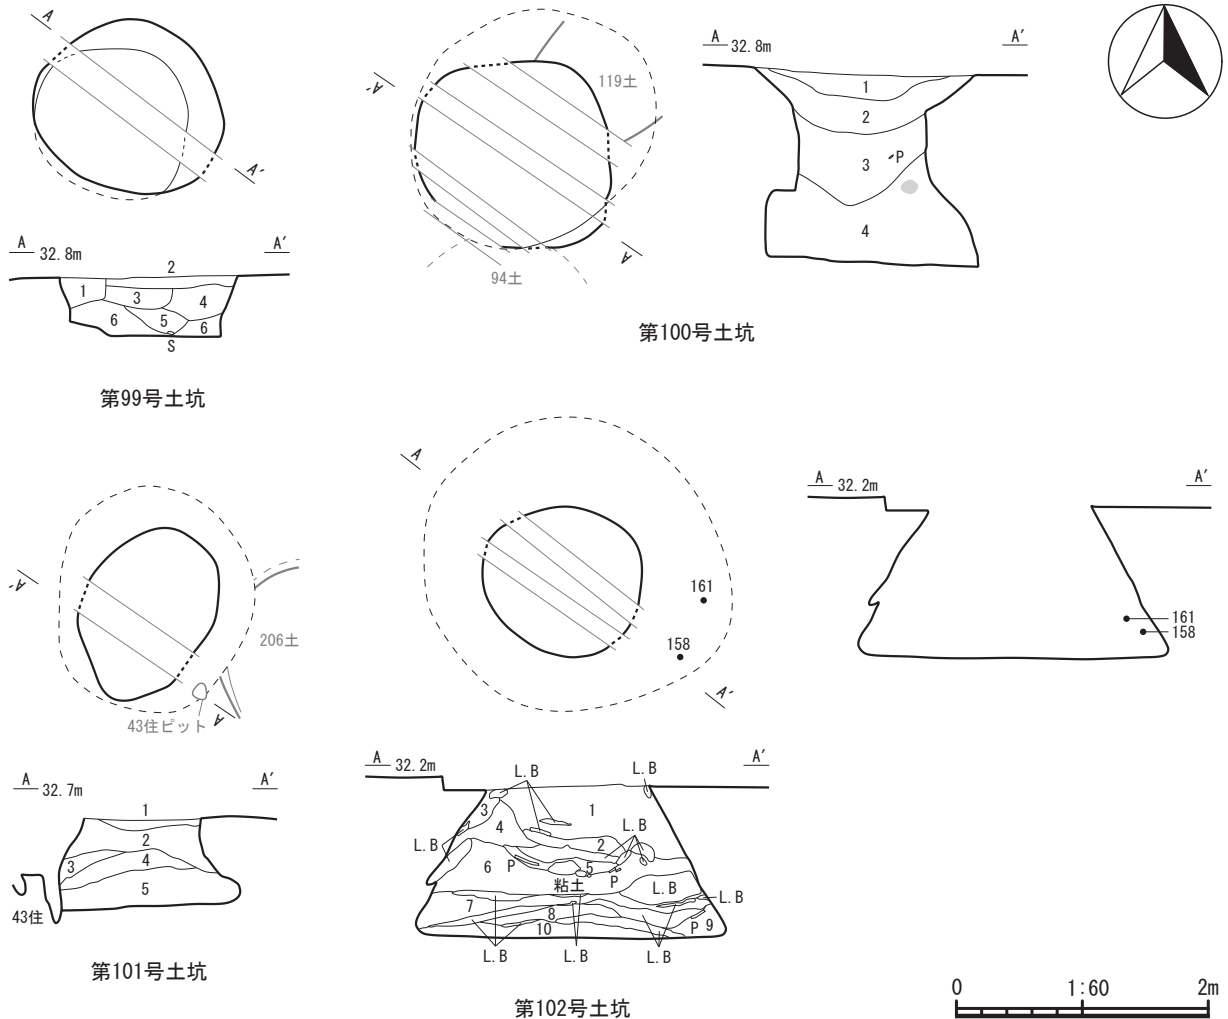 A
A'
A 32.8m A'
2
1
3
4
6
5
6
S
第99号土坑
119土
A'
A
94土
A 32.8m A'
1
2
3
P
4
第100号土坑
206土
A'
A
43住ピット
A 32.7m A'
1
2
3
4
5
43住
第101号土坑
A
161
158
A'
A 32.2m A'
161
158
A 32.2m A'
L.B
L.B
3
1
4
L.B
L.B
2
6
P
5
粘土
P
L.B
L.B
7
8
10
P 9
L.B
L.B
L.B
第102号土坑
0 1:60 2m